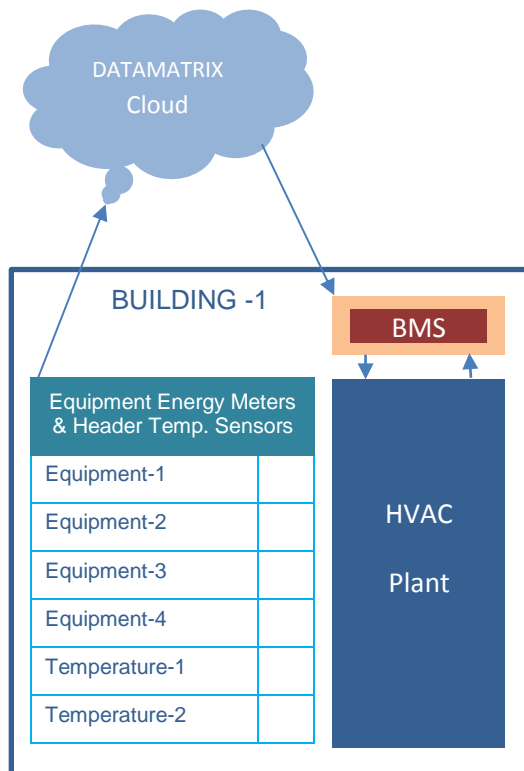 DATAMATRIX
Cloud
BUILDING -1
BMS
Equipment Energy Meters
& Header Temp. Sensors
Equipment-1
Equipment-2
Equipment-3
Equipment-4
Temperature-1
Temperature-2
HVAC
Plant